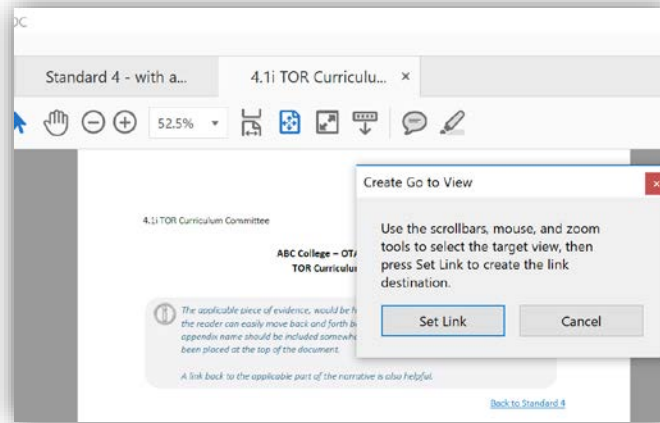 DC
Standard 4 - with a...
4.1i TOR Curriculu... ×
52.5%
Create Go to View
Use the scrollbars, mouse, and zoom
tools to select the target view, then
press Set Link to create the link
destination.
Set Link Cancel
4.1i TOR Curriculum Committee
ABC College – OTA
TOR Curriculu
The applicable piece of evidence, would be h
the reader can easily move back and forth b
appendix name should be included somewh
been placed at the top of the document.
A link back to the applicable part of the narrative is also helpful.
Back to Standard 4